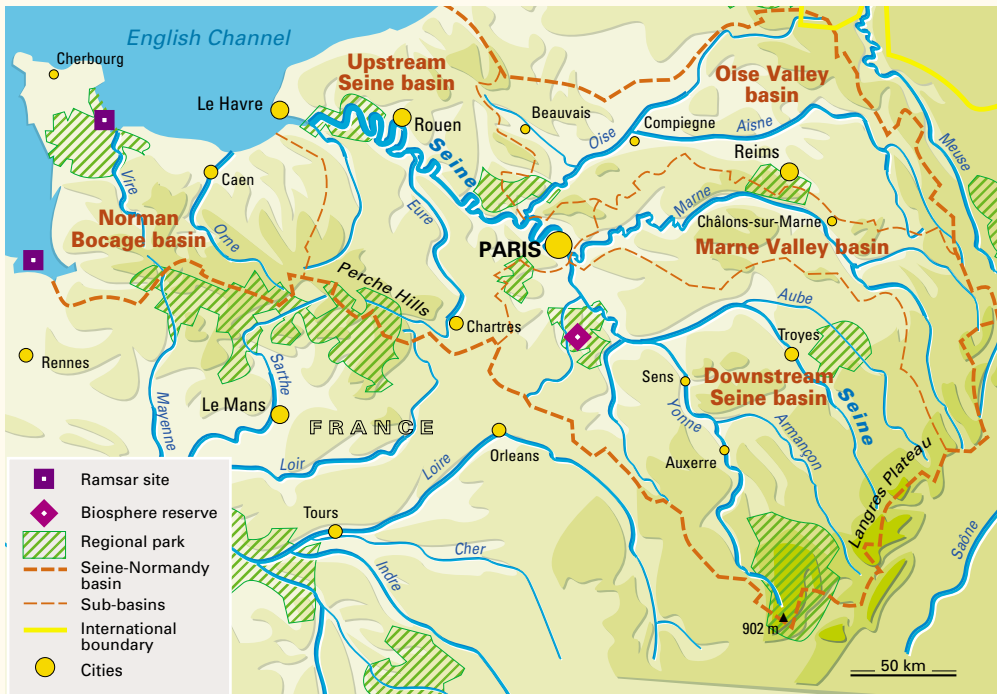 English Channel
Cherbourg
Le Havre
Upstream
Seine basin
Rouen
Beauvais
Oise
Compiegne
Aisne
Oise Valley
basin
Meuse
Reims
Vire
Caen
Seine
Eure
Marne
Châlons-sur-Marne
Norman
Bocage basin
Orne
PARIS
Marne Valley basin
Perche Hills
Chartres
Aube
Troyes
Rennes
Sarthe
Mayenne
Le Mans
FRANCE
Sens
Yonne
Downstream
Seine basin
Seine
Armançon
Auxerre
Loir
Loire
Orleans
Langres Plateau
Saône
Tours
Cher
Indre
902 m
50 km
Ramsar site
Biosphere reserve
Regional park
Seine-Normandy
basin
Sub-basins
International
boundary
Cities